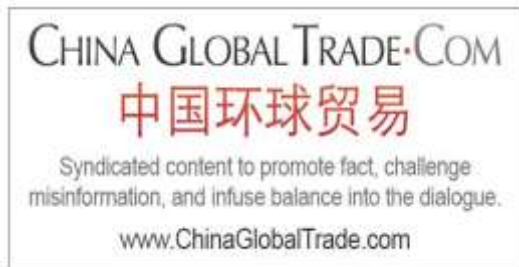 CHINA GLOBAL TRADE·COM
中国环球贸易
Syndicated content to promote fact, challenge
misinformation, and infuse balance into the dialogue.
www.ChinaGlobalTrade.com